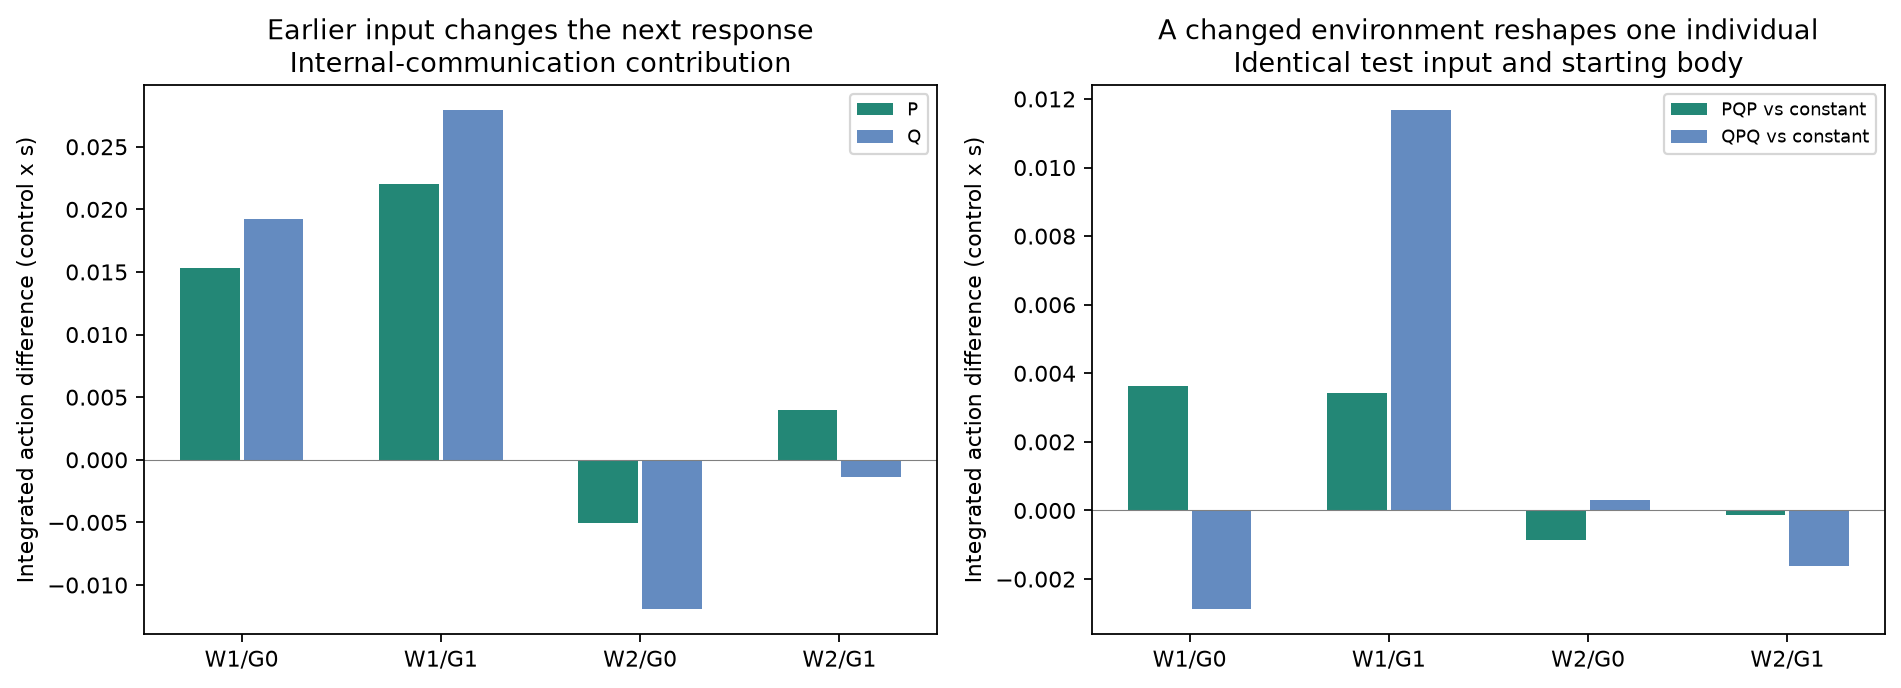 Earlier input changes the next response
Internal-communication contribution
Integrated action difference (control x s)
0.025
0.020
0.015
0.010
0.005
0.000
−0.005
−0.010
P
Q
W1/G0
W1/G1
W2/G0
W2/G1
A changed environment reshapes one individual
Identical test input and starting body
Integrated action difference (control x s)
0.012
0.010
0.008
0.006
0.004
0.002
0.000
−0.002
PQP vs constant
QPQ vs constant
W1/G0
W1/G1
W2/G0
W2/G1